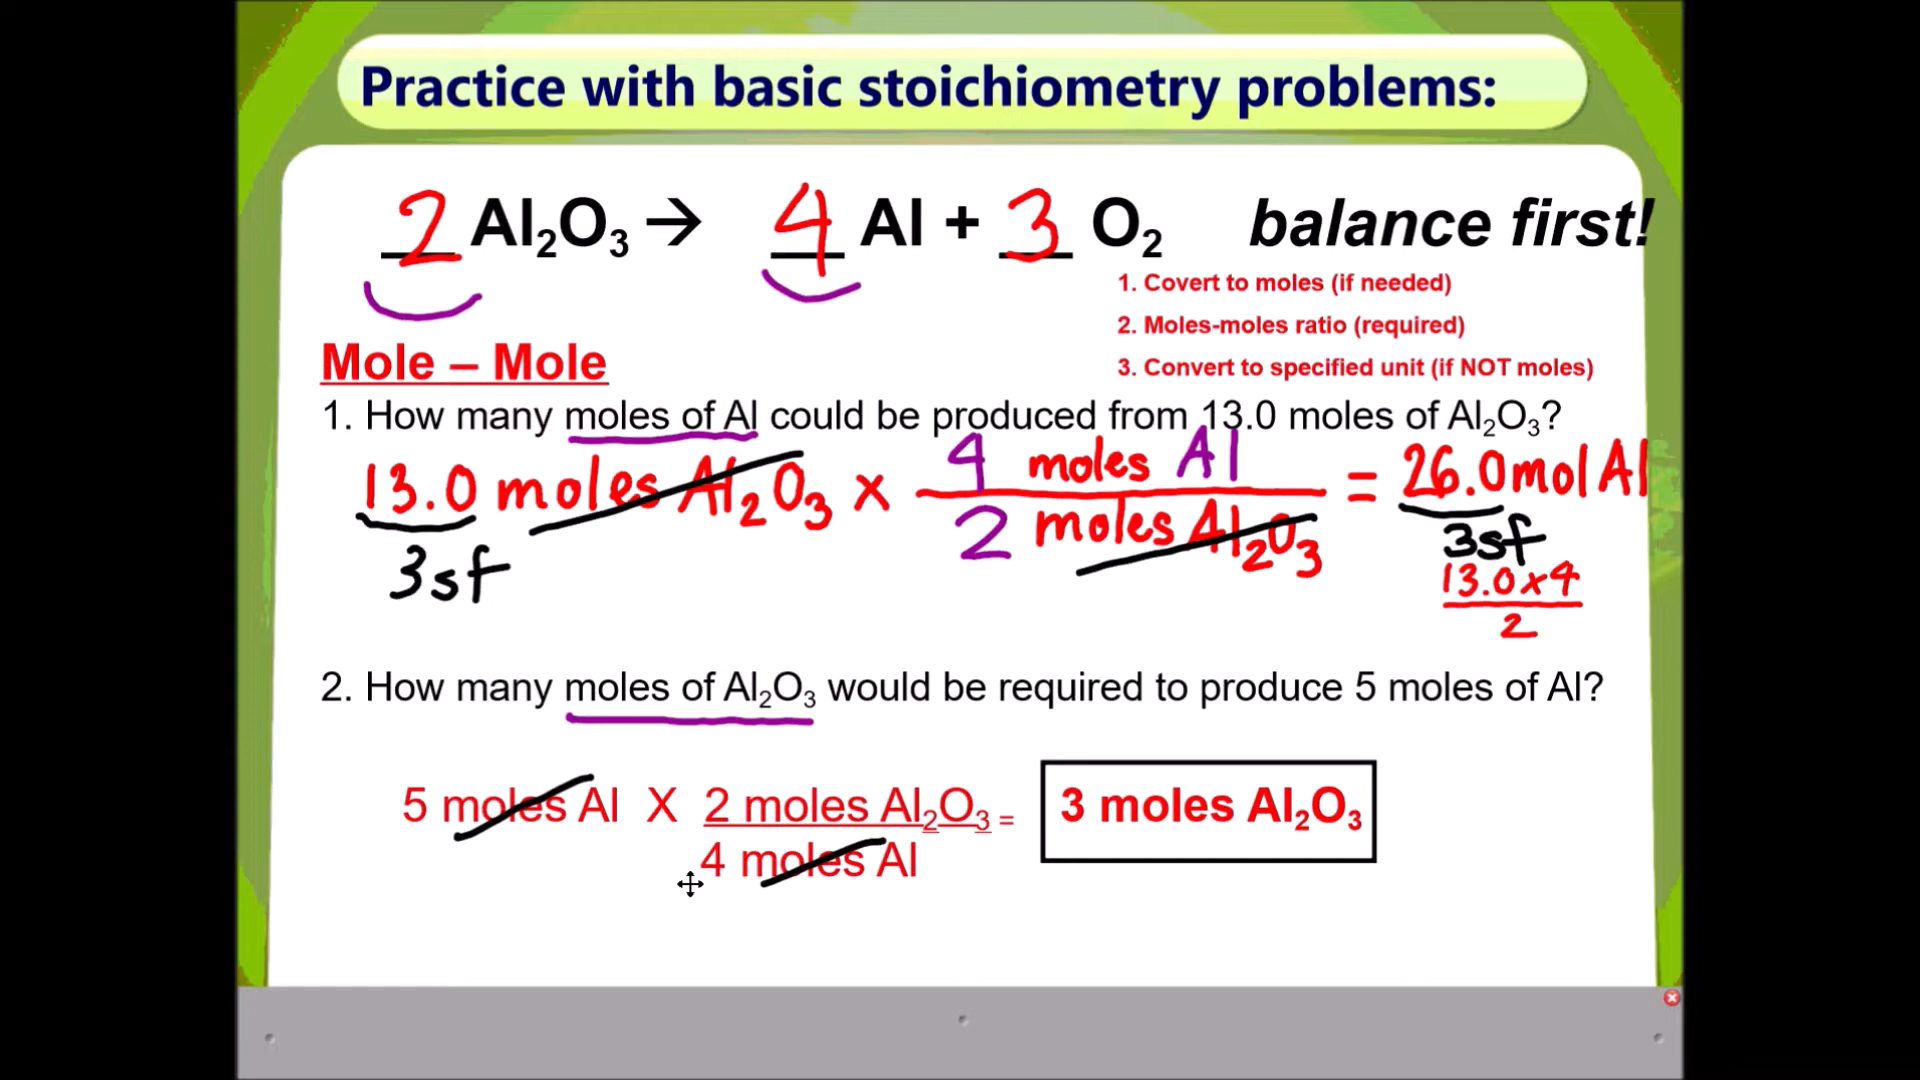 Practice with basic stoichiometry problems:
2 Al₂O₃ → 4 Al + 3 O₂ balance first!
1. Covert to moles (if needed)
2. Moles-moles ratio (required)
3. Convert to specified unit (if NOT moles)
Mole – Mole
1. How many moles of Al could be produced from 13.0 moles of Al₂O₃?
4 moles Al
13.0 moles Al₂O₃ x = 26.0 mol Al
2 moles Al₂O₃
3sf
3sf
13.0x4
2
2. How many moles of Al₂O₃ would be required to produce 5 moles of Al?
5 moles Al X 2 moles Al₂O₃ = 3 moles Al₂O₃
4 moles Al